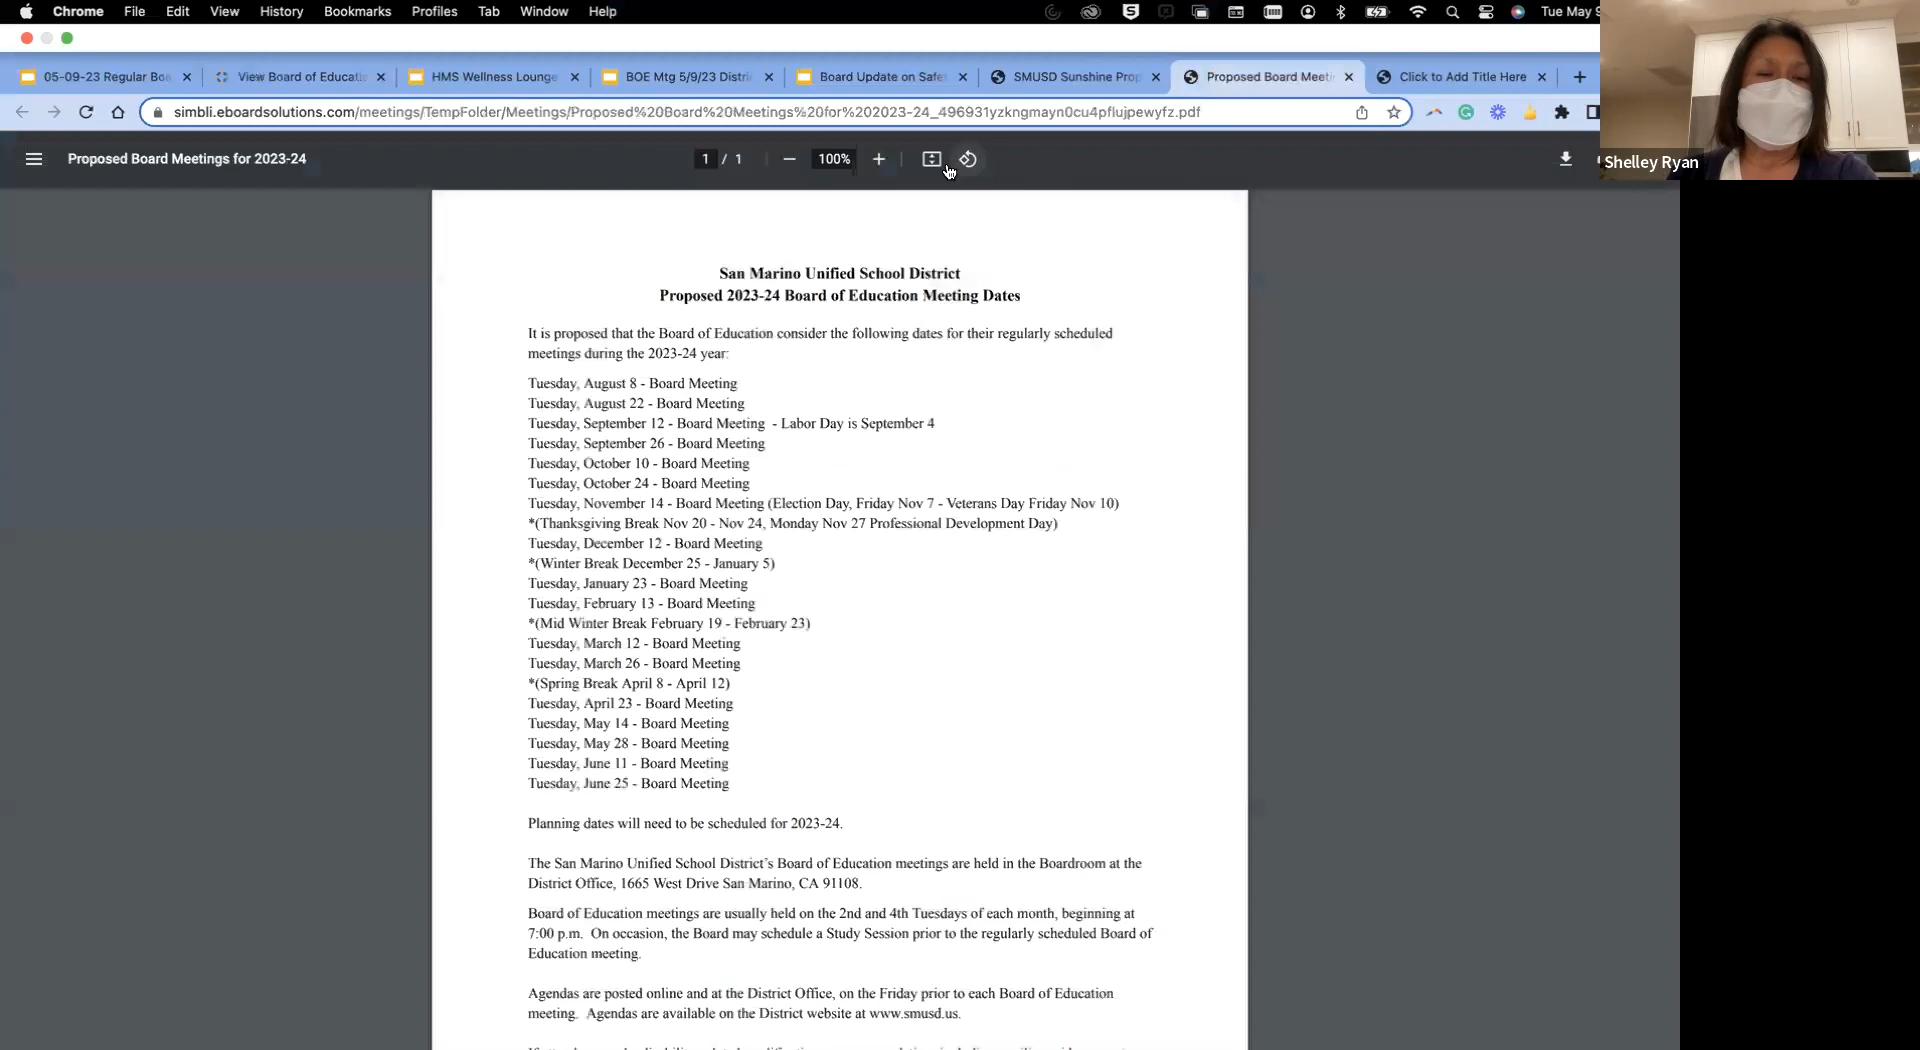 Chrome File Edit View History Bookmarks Profiles Tab Window Help Tue May 9
05-09-23 Regular Boa View Board of Educatio HMS Wellness Lounge BOE Mtg 5/9/23 Distri Board Update on Safe SMUSD Sunshine Prop Proposed Board Meeti Click to Add Title Here
simbli.eboardsolutions.com/meetings/TempFolder/Meetings/Proposed%20Board%20Meetings%20for%202023-24_496931yzkngmayn0cu4pflujpewyfz.pdf
Proposed Board Meetings for 2023-24 1 / 1 100%
Shelley Ryan
San Marino Unified School District
Proposed 2023-24 Board of Education Meeting Dates
It is proposed that the Board of Education consider the following dates for their regularly scheduled
meetings during the 2023-24 year:
Tuesday, August 8 - Board Meeting
Tuesday, August 22 - Board Meeting
Tuesday, September 12 - Board Meeting - Labor Day is September 4
Tuesday, September 26 - Board Meeting
Tuesday, October 10 - Board Meeting
Tuesday, October 24 - Board Meeting
Tuesday, November 14 - Board Meeting (Election Day, Friday Nov 7 - Veterans Day Friday Nov 10)
*(Thanksgiving Break Nov 20 - Nov 24, Monday Nov 27 Professional Development Day)
Tuesday, December 12 - Board Meeting
*(Winter Break December 25 - January 5)
Tuesday, January 23 - Board Meeting
Tuesday, February 13 - Board Meeting
*(Mid Winter Break February 19 - February 23)
Tuesday, March 12 - Board Meeting
Tuesday, March 26 - Board Meeting
*(Spring Break April 8 - April 12)
Tuesday, April 23 - Board Meeting
Tuesday, May 14 - Board Meeting
Tuesday, May 28 - Board Meeting
Tuesday, June 11 - Board Meeting
Tuesday, June 25 - Board Meeting
Planning dates will need to be scheduled for 2023-24.
The San Marino Unified School District's Board of Education meetings are held in the Boardroom at the
District Office, 1665 West Drive San Marino, CA 91108.
Board of Education meetings are usually held on the 2nd and 4th Tuesdays of each month, beginning at
7:00 p.m. On occasion, the Board may schedule a Study Session prior to the regularly scheduled Board of
Education meeting.
Agendas are posted online and at the District Office, on the Friday prior to each Board of Education
meeting. Agendas are available on the District website at www.smusd.us.